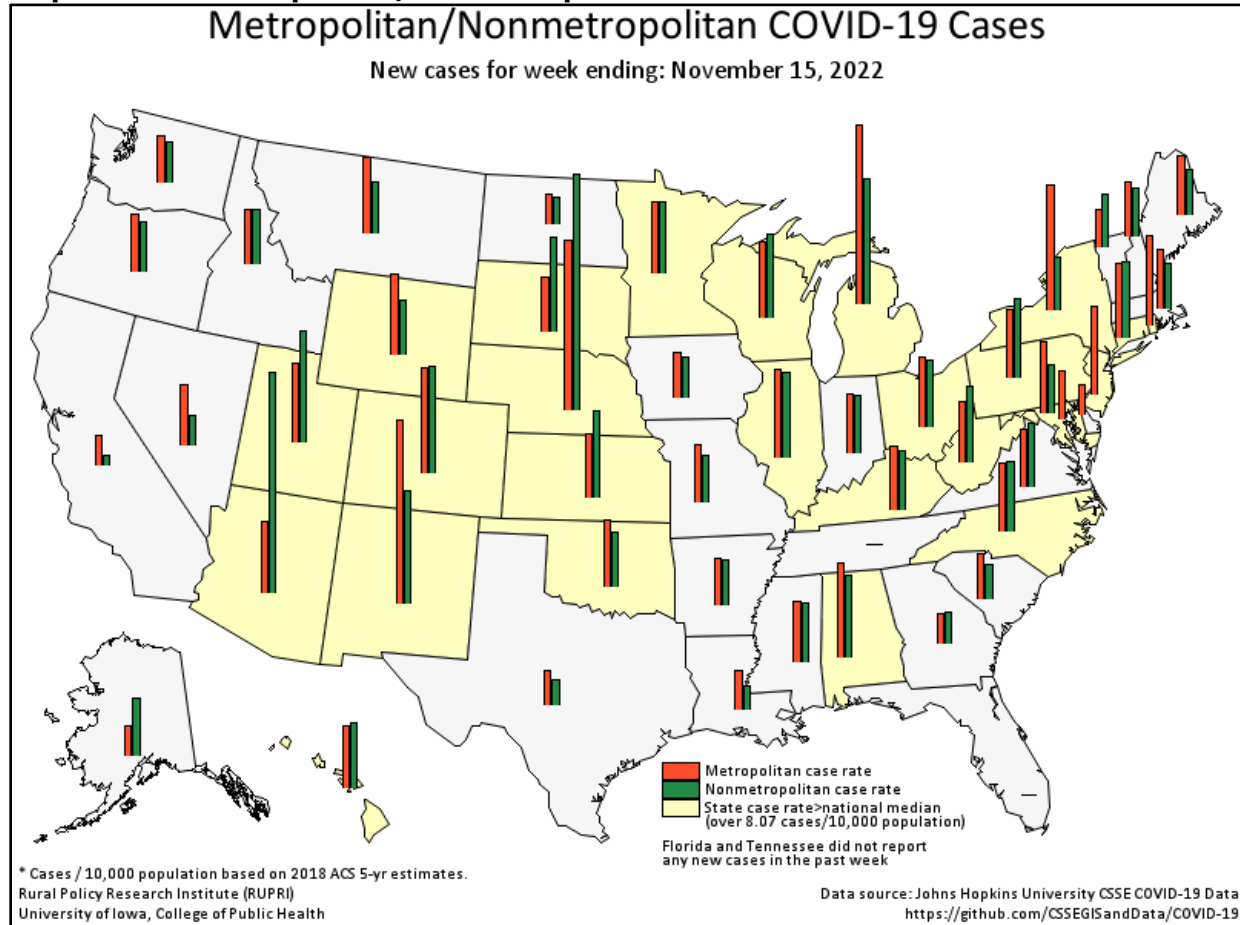 Metropolitan/Nonmetropolitan COVID-19 Cases
New cases for week ending: November 15, 2022
Metropolitan case rate
Nonmetropolitan case rate
State case rate>national median
(over 8.07 cases/10,000 population)
Florida and Tennessee did not report
any new cases in the past week
* Cases / 10,000 population based on 2018 ACS 5-yr estimates.
Rural Policy Research Institute (RUPRI)
University of Iowa, College of Public Health
Data source: Johns Hopkins University CSSE COVID-19 Data
https://github.com/CSSEGISandData/COVID-19